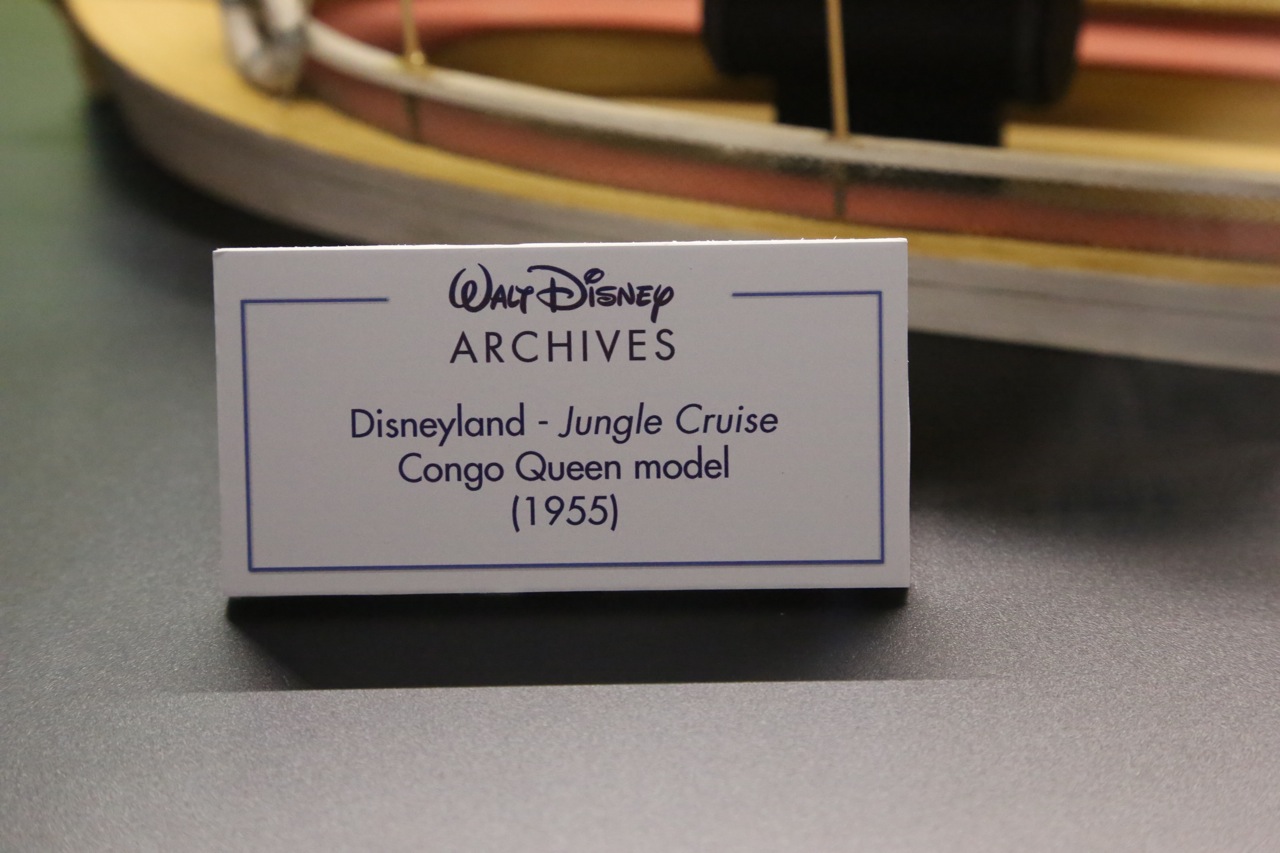 Walt Disney
ARCHIVES
Disneyland - Jungle Cruise
Congo Queen model
(1955)